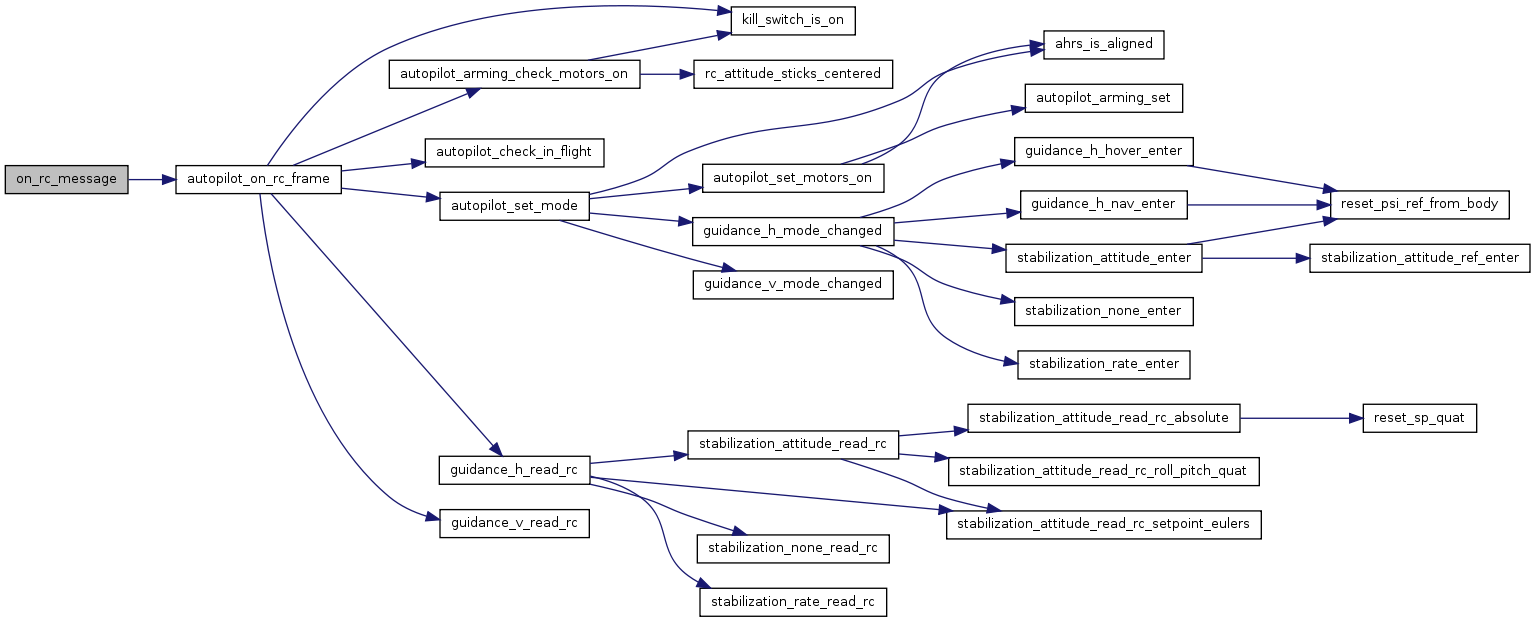 on_rc_message
autopilot_on_rc_frame
kill_switch_is_on
autopilot_arming_check_motors_on
rc_attitude_sticks_centered
autopilot_check_in_flight
autopilot_set_mode
ahrs_is_aligned
autopilot_arming_set
autopilot_set_motors_on
guidance_h_mode_changed
guidance_v_mode_changed
guidance_h_hover_enter
guidance_h_nav_enter
stabilization_attitude_enter
stabilization_none_enter
stabilization_rate_enter
reset_psi_ref_from_body
stabilization_attitude_ref_enter
guidance_h_read_rc
guidance_v_read_rc
stabilization_attitude_read_rc
stabilization_none_read_rc
stabilization_rate_read_rc
stabilization_attitude_read_rc_absolute
stabilization_attitude_read_rc_roll_pitch_quat
stabilization_attitude_read_rc_setpoint_eulers
reset_sp_quat